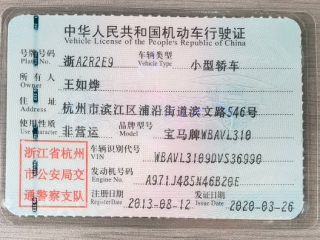 中华人民共和国机动车行驶证
Vehicle License of the People's Republic of China
号牌号码 浙A2R2E9 车辆类型 小型轿车
Plate No. Vehicle Type
所有人 王如烨
Owner
住址 杭州市滨江区浦沿街道滨文路546号
Address
使用性质 非营运 品牌型号 宝马牌WBAVL310
Use Character Model
车辆识别代号 WBAVL3109DVS36990
VIN
发动机号码 A971J485N46B20E
Engine No.
注册日期 2013-08-12 发证日期 2020-03-26
Register Date Issue Date
浙江省杭州
市公安局交
通警察支队